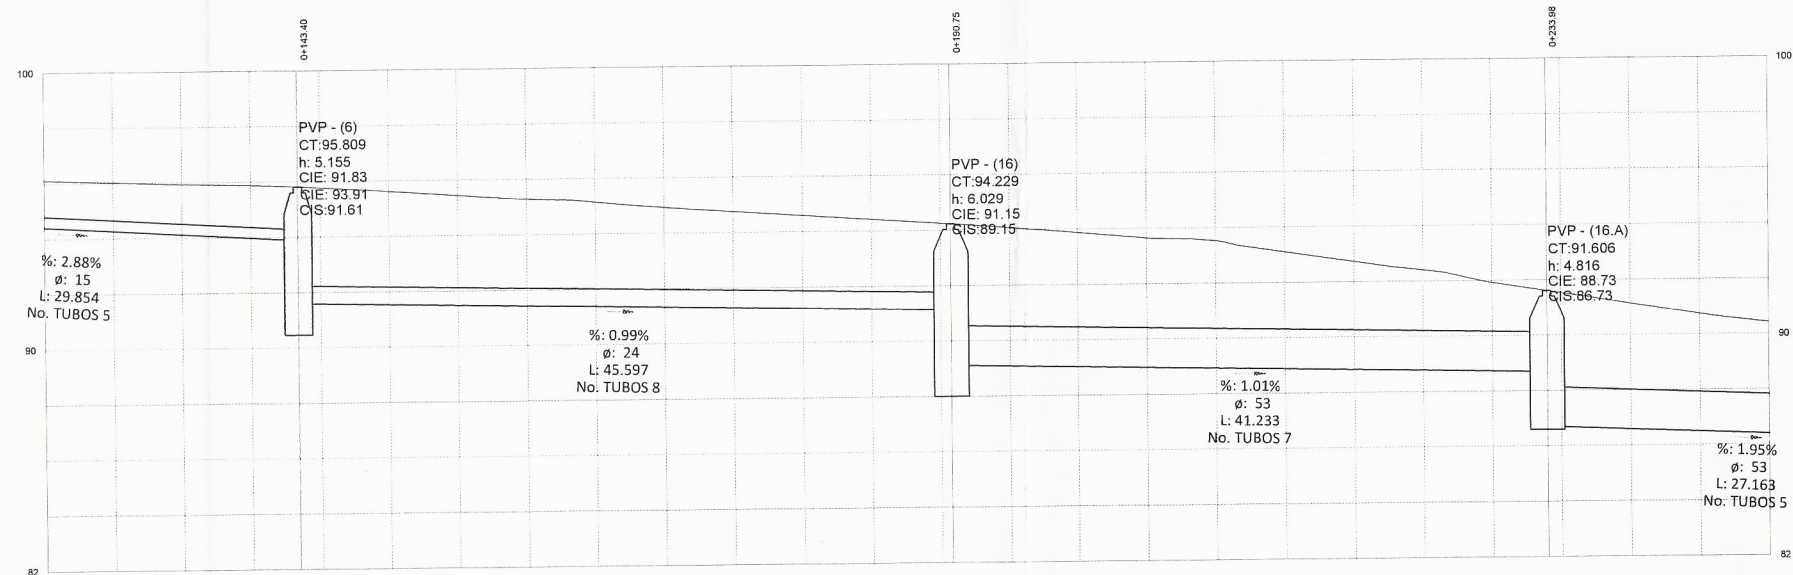 0+143.40
0+190.75
0+233.98
100
100
PVP - (6)
CT:95.809
h: 5.155
CIE: 91.83
CIE: 93.91
CIS:91.61
PVP - (16)
CT:94.229
h: 6.029
CIE: 91.15
CIS:89.15
PVP - (16.A)
CT:91.606
h: 4.816
CIE: 88.73
CIS:86.73
%: 2.88%
ø: 15
L: 29.854
No. TUBOS 5
90
90
%: 0.99%
ø: 24
L: 45.597
No. TUBOS 8
%: 1.01%
ø: 53
L: 41.233
No. TUBOS 7
%: 1.95%
ø: 53
L: 27.163
No. TUBOS 5
82
82